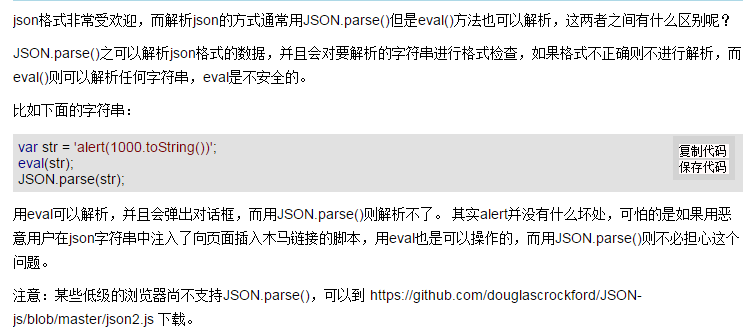 json格式非常受欢迎，而解析json的方式通常用JSON.parse()但是eval()方法也可以解析，这两者之间有什么区别呢？
JSON.parse()之可以解析json格式的数据，并且会对要解析的字符串进行格式检查，如果格式不正确则不进行解析，而
eval()则可以解析任何字符串，eval是不安全的。
比如下面的字符串：
var str = 'alert(1000.toString())';
eval(str);
JSON.parse(str);
复制代码
保存代码
用eval可以解析，并且会弹出对话框，而用JSON.parse()则解析不了。 其实alert并没有什么坏处，可怕的是如果用恶
意用户在json字符串中注入了向页面插入木马链接的脚本，用eval也是可以操作的，而用JSON.parse()则不必担心这个
问题。
注意：某些低级的浏览器尚不支持JSON.parse()，可以到 https://github.com/douglascrockford/JSON-
js/blob/master/json2.js 下载。